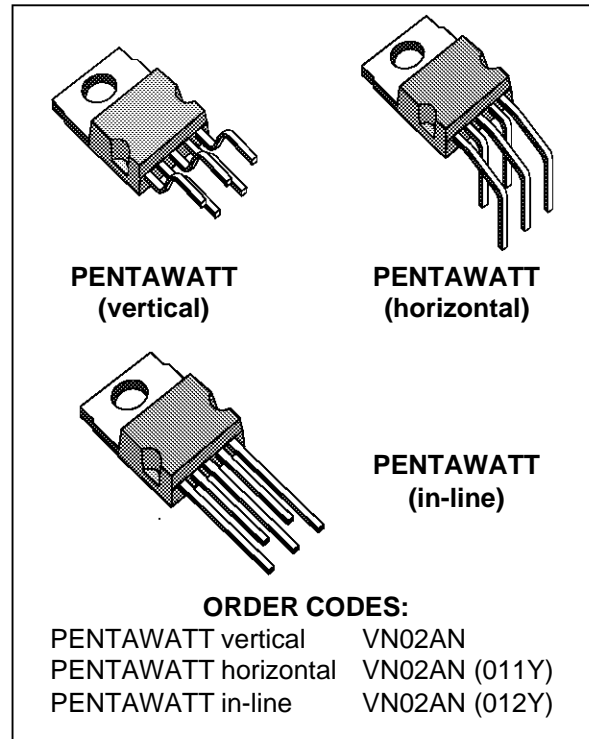 PENTAWATT
(vertical)
PENTAWATT
(horizontal)
PENTAWATT
(in-line)
ORDER CODES:
PENTAWATT vertical VN02AN
PENTAWATT horizontal VN02AN (011Y)
PENTAWATT in-line VN02AN (012Y)